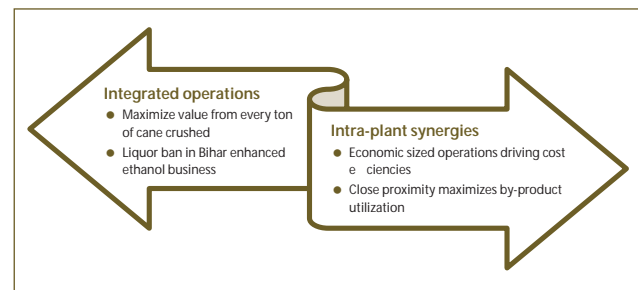 Integrated operations
● Maximize value from every ton
of cane crushed
● Liquor ban in Bihar enhanced
ethanol business
Intra-plant synergies
● Economic sized operations driving cost
e ciencies
● Close proximity maximizes by-product
utilization